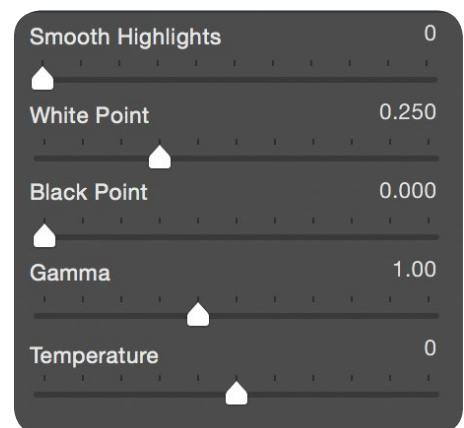 Smooth Highlights 0
White Point 0.250
Black Point 0.000
Gamma 1.00
Temperature 0